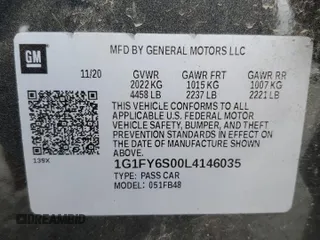 GM
MFD BY GENERAL MOTORS LLC
11/20 GVWR GAWR FRT GAWR RR
2022 KG 1015 KG 1007 KG
4458 LB 2237 LB 2221 LB
THIS VEHICLE CONFORMS TO ALL
APPLICABLE U.S. FEDERAL MOTOR
VEHICLE SAFETY, BUMPER, AND THEFT
PREVENTION STANDARDS IN EFFECT ON
THE DATE OF MANUFACTURE SHOWN ABOVE.
139X
1G1FY6S00L4146035
TYPE: PASS CAR
MODEL: 051FB48
DREAMBID